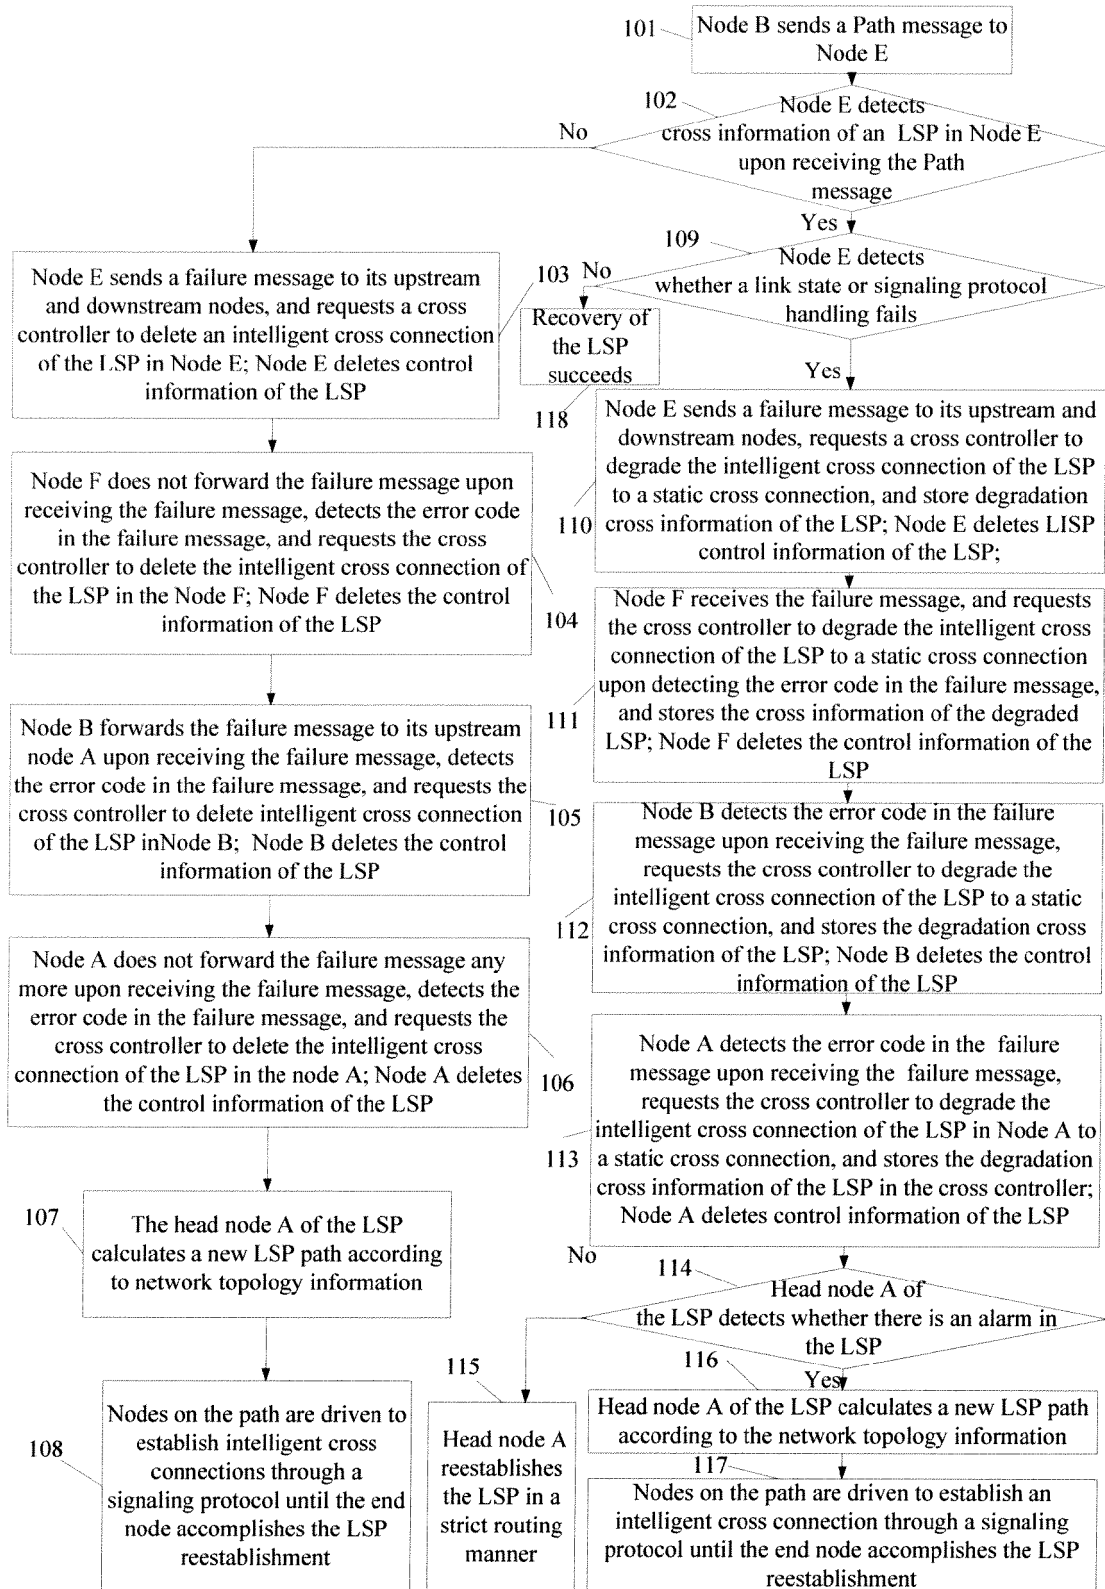 101
Node B sends a Path message to
Node E
102
Node E detects
cross information of an LSP in Node E
upon receiving the Path
message
No
Yes
109
Node E detects
whether a link state or signaling protocol
handling fails
No
Yes
Node E sends a failure message to its upstream
and downstream nodes, and requests a cross
controller to delete an intelligent cross connection
of the LSP in Node E; Node E deletes control
information of the LSP
103
Recovery of
the LSP
succeeds
118
Node F does not forward the failure message upon
receiving the failure message, detects the error code
in the failure message, and requests the cross
controller to delete the intelligent cross connection of
the LSP in the Node F; Node F deletes the control
information of the LSP
104
Node B forwards the failure message to its upstream
node A upon receiving the failure message, detects
the error code in the failure message, and requests the
cross controller to delete intelligent cross connection
of the LSP inNode B; Node B deletes the control
information of the LSP
105
Node A does not forward the failure message any
more upon receiving the failure message, detects the
error code in the failure message, and requests the
cross controller to delete the intelligent cross
connection of the LSP in the node A; Node A deletes
the control information of the LSP
106
107
The head node A of the LSP
calculates a new LSP path according
to network topology information
108
Nodes on the path are driven to
establish intelligent cross
connections through a
signaling protocol until the end
node accomplishes the LSP
reestablishment
Node E sends a failure message to its upstream and
downstream nodes, requests a cross controller to
degrade the intelligent cross connection of the LSP
to a static cross connection, and store degradation
cross information of the LSP; Node E deletes LISP
control information of the LSP;
110
Node F receives the failure message, and requests
the cross controller to degrade the intelligent cross
connection of the LSP to a static cross connection
upon detecting the error code in the failure message,
and stores the cross information of the degraded
LSP; Node F deletes the control information of the
LSP
111
Node B detects the error code in the failure
message upon receiving the failure message,
requests the cross controller to degrade the
intelligent cross connection of the LSP to a static
cross connection, and stores the degradation cross
information of the LSP; Node B deletes the control
information of the LSP
112
Node A detects the error code in the failure
message upon receiving the failure message,
requests the cross controller to degrade the
intelligent cross connection of the LSP in Node A to
a static cross connection, and stores the degradation
cross information of the LSP in the cross controller;
Node A deletes control information of the LSP
113
No
114
Head node A of
the LSP detects whether there is an alarm in
the LSP
Yes
115
Head node A
reestablishes
the LSP in a
strict routing
manner
116
Head node A of the LSP calculates a new LSP path
according to the network topology information
117
Nodes on the path are driven to establish an
intelligent cross connection through a signaling
protocol until the end node accomplishes the LSP
reestablishment